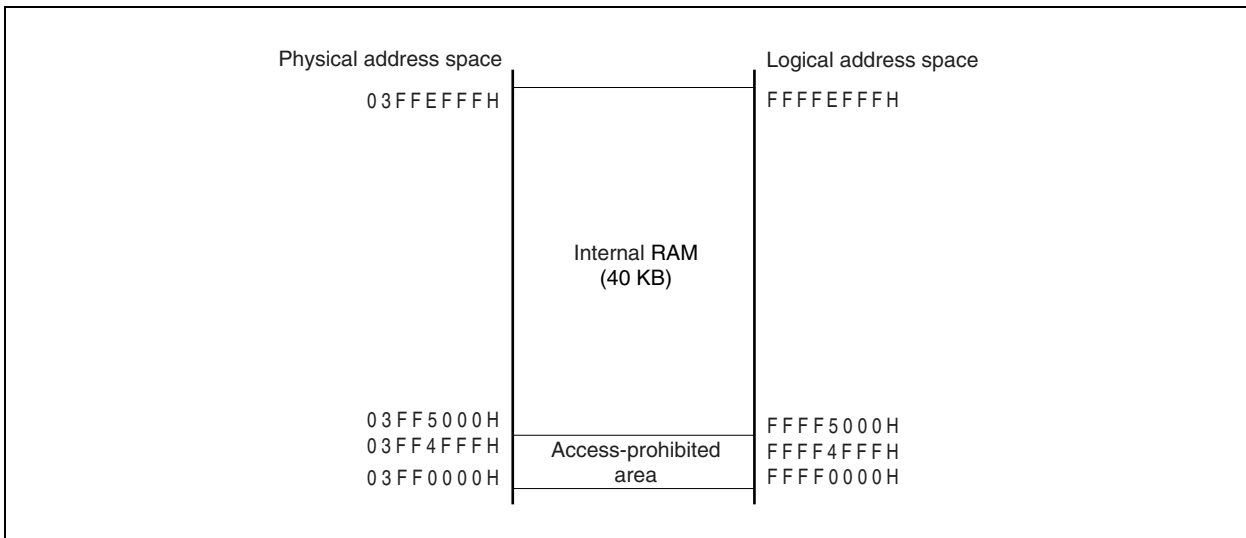 Physical address space
Logical address space
03FFEFFFH
FFFFEFFFH
Internal RAM
(40 KB)
03FF5000H
FFFF5000H
03FF4FFFH
Access-prohibited
FFFF4FFFH
03FF0000H
area
FFFF0000H